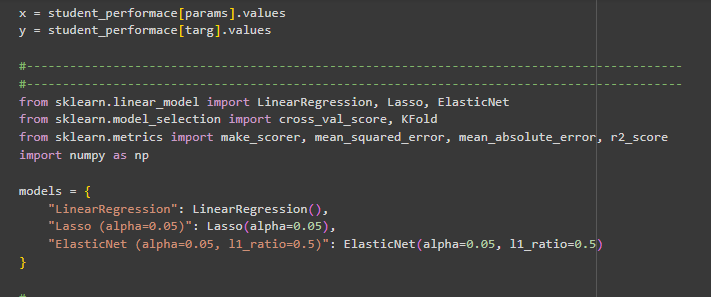 x = student_performace[params].values
y = student_performace[targ].values
#-------------------------------------------------------------------------------------------
#-------------------------------------------------------------------------------------------
from sklearn.linear_model import LinearRegression, Lasso, ElasticNet
from sklearn.model_selection import cross_val_score, KFold
from sklearn.metrics import make_scorer, mean_squared_error, mean_absolute_error, r2_score
import numpy as np
models = {
    "LinearRegression": LinearRegression(),
    "Lasso (alpha=0.05)": Lasso(alpha=0.05),
    "ElasticNet (alpha=0.05, l1_ratio=0.5)": ElasticNet(alpha=0.05, l1_ratio=0.5)
}